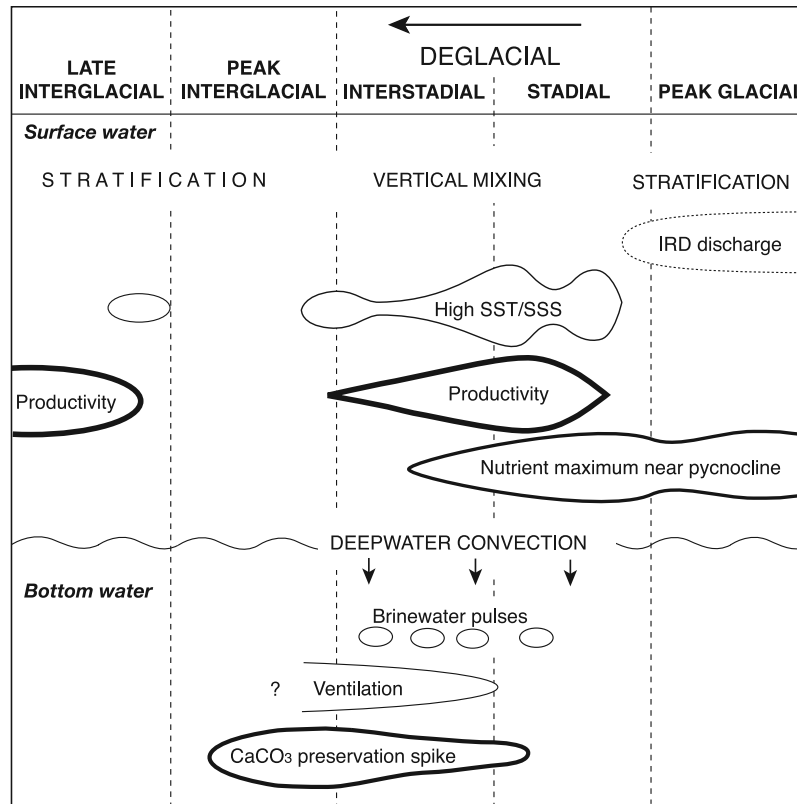 DEGLACIAL
LATE INTERGLACIAL
PEAK INTERGLACIAL
INTERSTADIAL
STADIAL
PEAK GLACIAL
Surface water
STRATIFICATION
VERTICAL MIXING
STRATIFICATION
IRD discharge
High SST/SSS
Productivity
Productivity
Nutrient maximum near pycnocline
DEEPWATER CONVECTION
Bottom water
Brinewater pulses
? Ventilation
CaCO₃ preservation spike